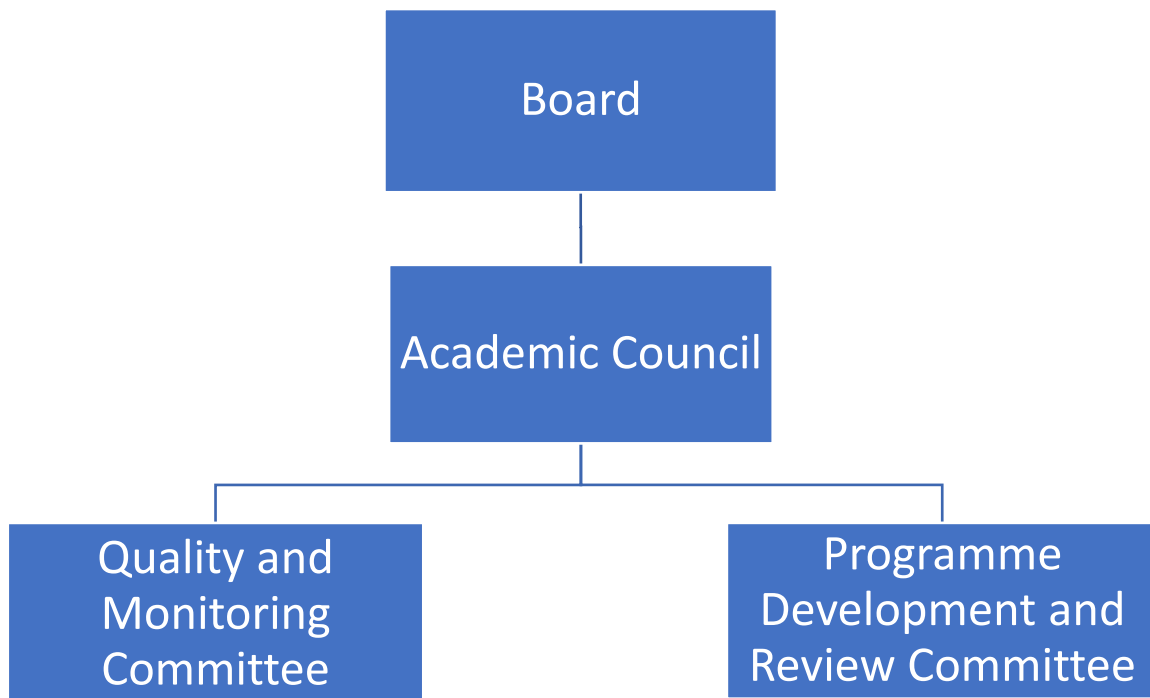 Board
Academic Council
Quality and
Monitoring
Committee
Programme
Development and
Review Committee